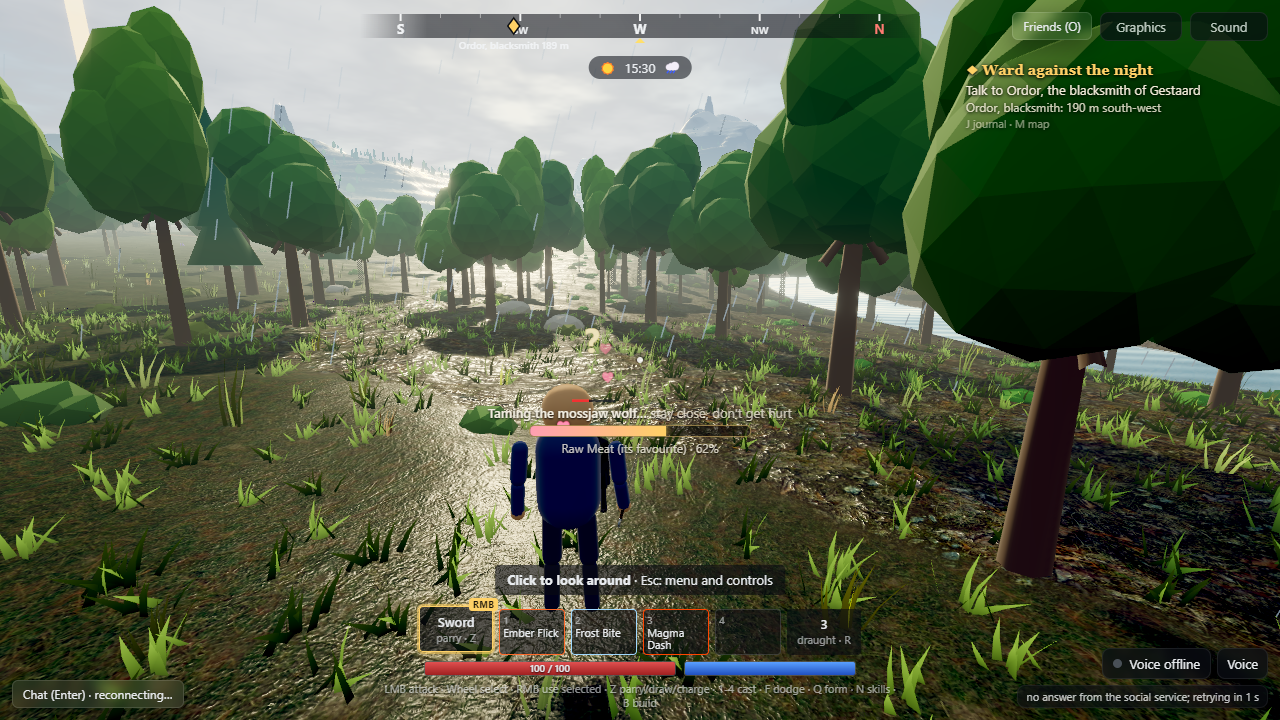 S
W
NW
N
Ordor, blacksmith 189 m
15:30
Friends (O)
Graphics
Sound
Ward against the night
Talk to Ordor, the blacksmith of Gestaard
Ordor, blacksmith: 190 m south-west
J journal · M map
?
Taming the mossjaw wolf... stay close, don't get hurt
Raw Meat (its favourite) · 62%
Click to look around · Esc: menu and controls
RMB
Sword
parry · Z
1
Ember Flick
2
Frost Bite
3
Magma Dash
4
3
draught · R
100 / 100
LMB attack · Wheel select · RMB use selected · Z parry/draw/charge · 1-4 cast · F dodge · Q form · N skills ·
B build
Chat (Enter) · reconnecting...
Voice offline
Voice
no answer from the social service; retrying in 1 s